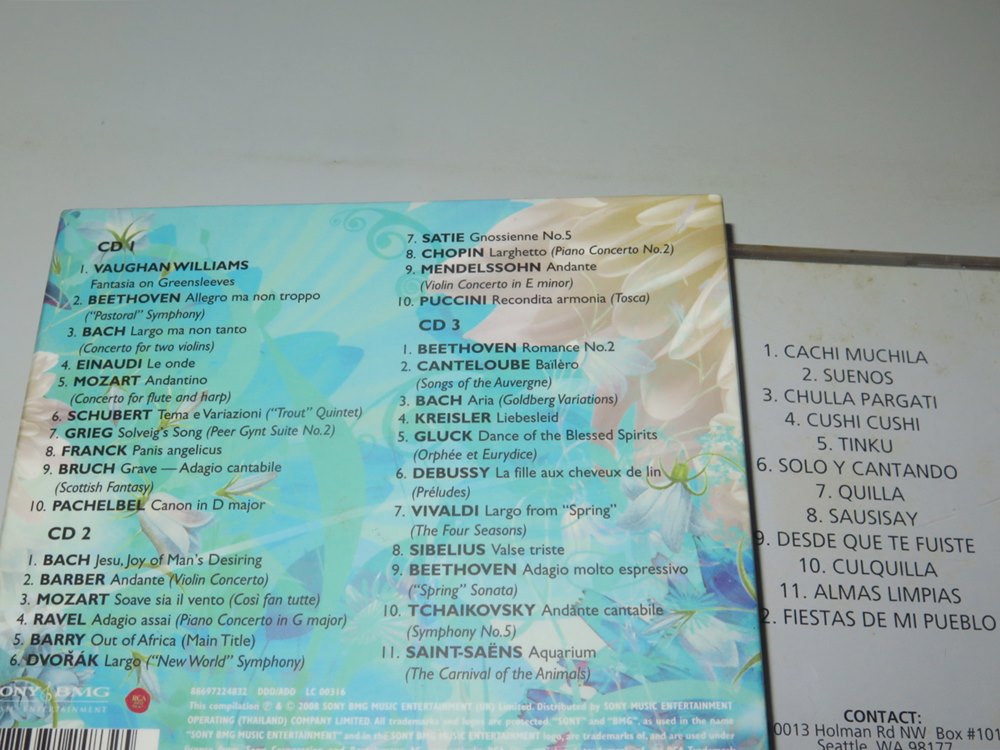 CD 1
1. VAUGHAN WILLIAMS
Fantasia on Greensleeves
2. BEETHOVEN Allegro ma non troppo
("Pastoral" Symphony)
3. BACH Largo ma non tanto
(Concerto for two violins)
4. EINAUDI Le onde
5. MOZART Andantino
(Concerto for flute and harp)
6. SCHUBERT Tema e Variazioni ("Trout" Quintet)
7. GRIEG Solveig's Song (Peer Gynt Suite No.2)
8. FRANCK Panis angelicus
9. BRUCH Grave — Adagio cantabile
(Scottish Fantasy)
10. PACHELBEL Canon in D major
CD 2
1. BACH Jesu, Joy of Man's Desiring
2. BARBER Andante (Violin Concerto)
3. MOZART Soave sia il vento (Così fan tutte)
4. RAVEL Adagio assai (Piano Concerto in G major)
5. BARRY Out of Africa (Main Title)
6. DVOŘÁK Largo ("New World" Symphony)
7. SATIE Gnossienne No.5
8. CHOPIN Larghetto (Piano Concerto No.2)
9. MENDELSSOHN Andante
(Violin Concerto in E minor)
10. PUCCINI Recondita armonia (Tosca)
CD 3
1. BEETHOVEN Romance No.2
2. CANTELOUBE Baïlèro
(Songs of the Auvergne)
3. BACH Aria (Goldberg Variations)
4. KREISLER Liebesleid
5. GLUCK Dance of the Blessed Spirits
(Orphée et Eurydice)
6. DEBUSSY La fille aux cheveux de lin
(Préludes)
7. VIVALDI Largo from "Spring"
(The Four Seasons)
8. SIBELIUS Valse triste
9. BEETHOVEN Adagio molto espressivo
("Spring" Sonata)
10. TCHAIKOVSKY Andante cantabile
(Symphony No.5)
11. SAINT-SAËNS Aquarium
(The Carnival of the Animals)
SONY BMG
ENTERTAINMENT
RCA
88697224832 DDD/ADD LC 00316
This compilation ℗ & © 2008 SONY BMG MUSIC ENTERTAINMENT (UK) Limited. Distributed by SONY MUSIC ENTERTAINMENT
OPERATING (THAILAND) COMPANY LIMITED. All trademarks and logos are protected. "SONY" and "BMG", as used in the name
"SONY BMG MUSIC ENTERTAINMENT" and in the SONY BMG MUSIC ENTERTAINMENT logo, are trademarks of, and are used under
1. CACHI MUCHILA
2. SUENOS
3. CHULLA PARGATI
4. CUSHI CUSHI
5. TINKU
6. SOLO Y CANTANDO
7. QUILLA
8. SAUSISAY
9. DESDE QUE TE FUISTE
10. CULQUILLA
11. ALMAS LIMPIAS
2. FIESTAS DE MI PUEBLO
CONTACT:
0013 Holman Rd NW, Box #101
Seattle, WA